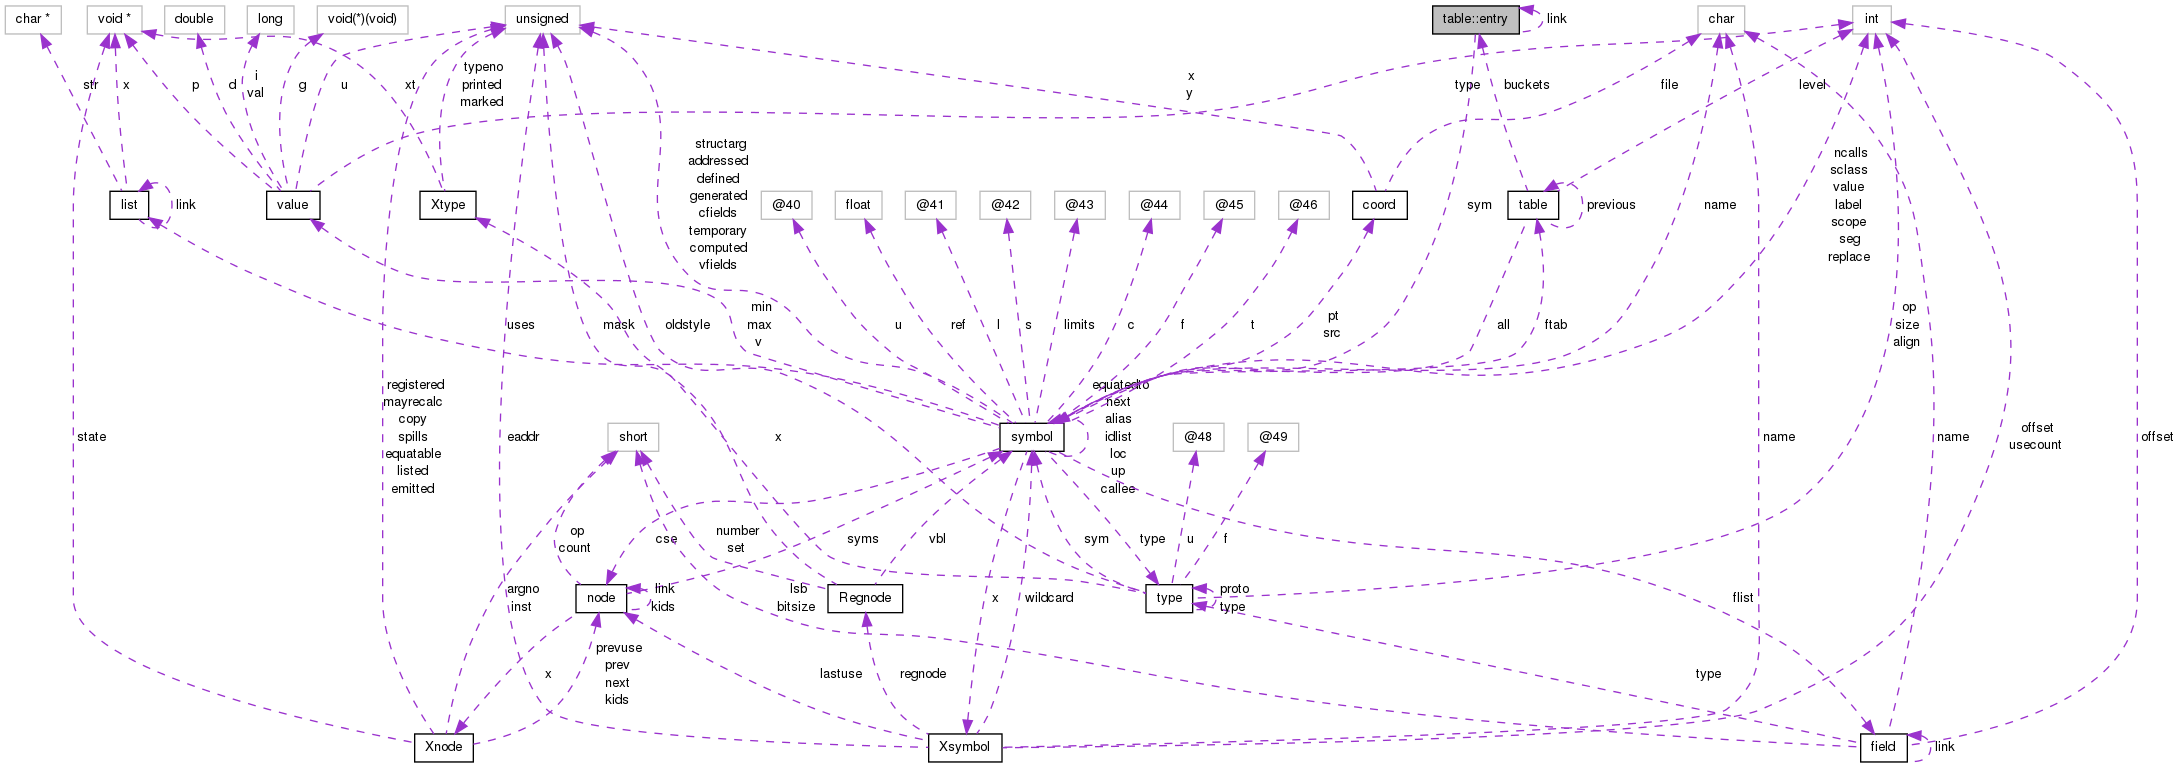 char *
void *
double
long
void(*)(void)
unsigned
table::entry
link
char
int
str
x
p
d
i
val
g
u
xt
typeno
printed
marked
x
y
type
buckets
file
level
structarg
addressed
defined
generated
cfields
temporary
computed
vfields
list
link
value
Xtype
@40
float
@41
@42
@43
@44
@45
@46
coord
sym
table
previous
name
ncalls
sclass
value
label
scope
seg
replace
uses
mask
oldstyle
min
max
v
u
ref
l
s
limits
c
f
t
pt
src
all
ftab
op
size
align
registered
mayrecalc
copy
spills
equatable
listed
emitted
state
eaddr
short
x
symbol
equatedto
next
alias
idlist
loc
up
callee
@48
@49
name
name
offset
usecount
offset
op
count
cse
number
set
syms
vbl
sym
type
u
f
argno
inst
node
link
kids
lsb
bitsize
Regnode
x
wildcard
type
proto
type
flist
prevuse
prev
next
kids
x
lastuse
regnode
type
Xnode
Xsymbol
field
link